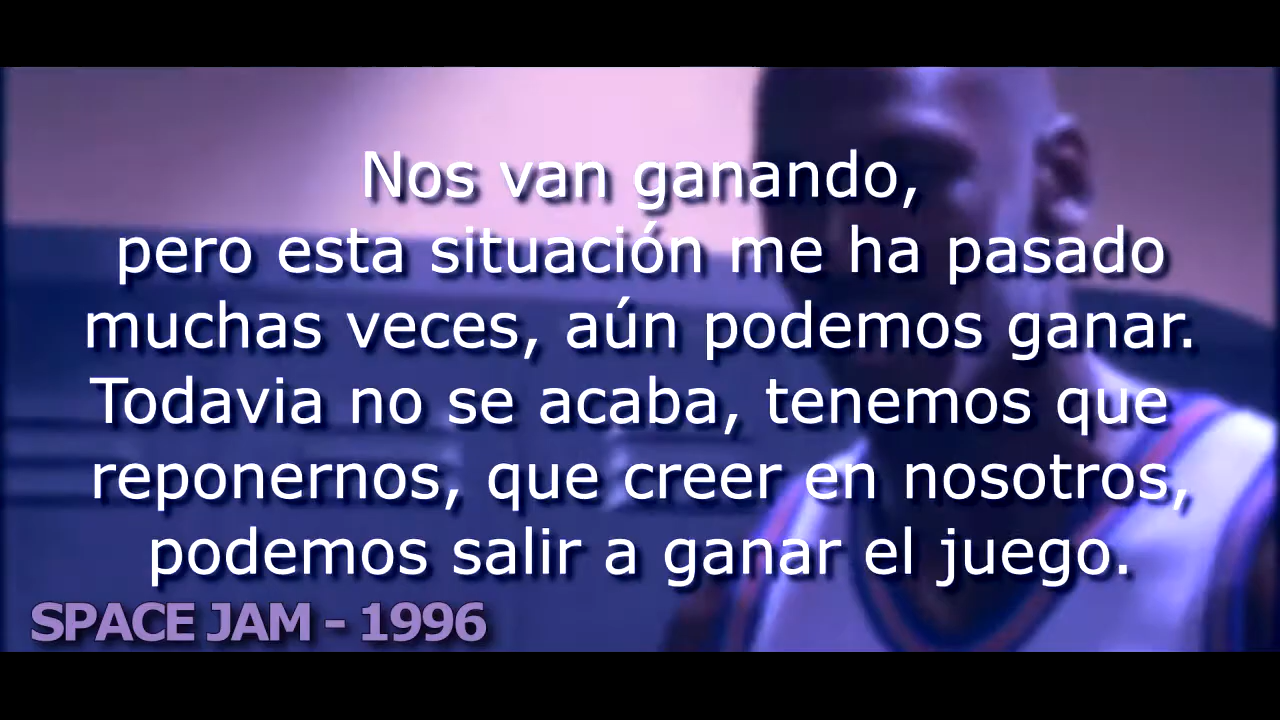 Nos van ganando,
pero esta situación me ha pasado
muchas veces, aún podemos ganar.
Todavia no se acaba, tenemos que
reponernos, que creer en nosotros,
podemos salir a ganar el juego.
SPACE JAM - 1996